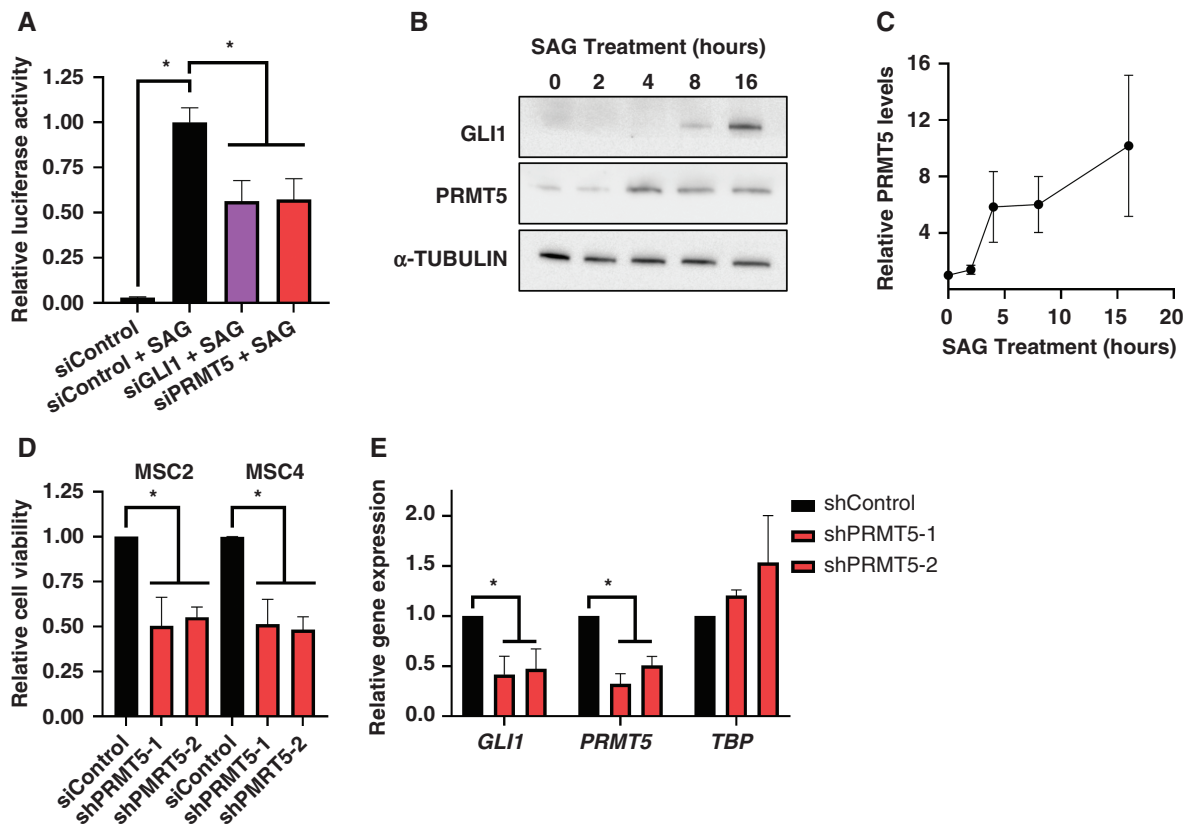 A
Relative luciferase activity
1.25
1.00
0.75
0.50
0.25
0.00
*
*
siControl
siControl + SAG
siGLI1 + SAG
siPRMT5 + SAG
B
SAG Treatment (hours)
0 2 4 8 16
GLI1
PRMT5
α-TUBULIN
C
Relative PRMT5 levels
16
12
8
4
0 5 10 15 20
SAG Treatment (hours)
D
MSC2 MSC4
Relative cell viability
1.25
1.00
0.75
0.50
0.25
0.00
* *
siControl
shPRMT5-1
shPMRT5-2
siControl
shPRMT5-1
shPMRT5-2
E
Relative gene expression
2.0
1.5
1.0
0.5
0.0
* *
GLI1 PRMT5 TBP
shControl
shPRMT5-1
shPRMT5-2